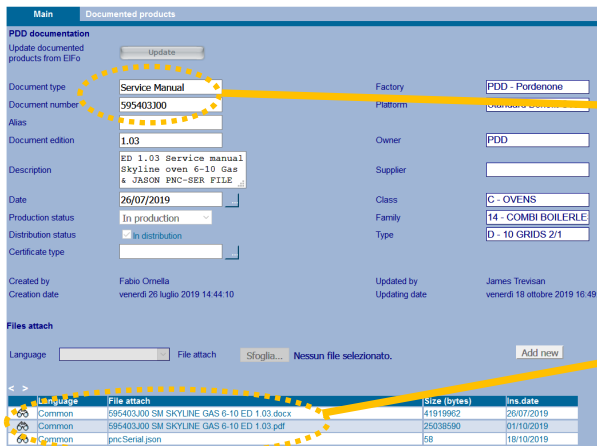 Main Documented products
PDD documentation
Update documented
products from EIFo
Update
Document type Service Manual Factory PDD - Pordenone
Document number 595403J00 Platform
Alias
Document edition 1.03 Owner PDD
Description ED 1.03 Service manual
Skyline oven 6-10 Gas
& JASON PNC-SER FILE
Supplier
Date 26/07/2019 ... Class C - OVENS
Production status In production Family 14 - COMBI BOILERLE
Distribution status In distribution Type D - 10 GRIDS 2/1
Certificate type ...
Created by Fabio Ornella Updated by James Trevisan
Creation date venerdì 26 luglio 2019 14:44:10 Updating date venerdì 18 ottobre 2019 16:49
Files attach
Language File attach Sfoglia... Nessun file selezionato. Add new
< >
Language File attach Size (bytes) Ins.date
Common 595403J00 SM SKYLINE GAS 6-10 ED 1.03.docx 41919962 26/07/2019
Common 595403J00 SM SKYLINE GAS 6-10 ED 1.03.pdf 25038590 01/10/2019
Common pncSerial.json 58 18/10/2019